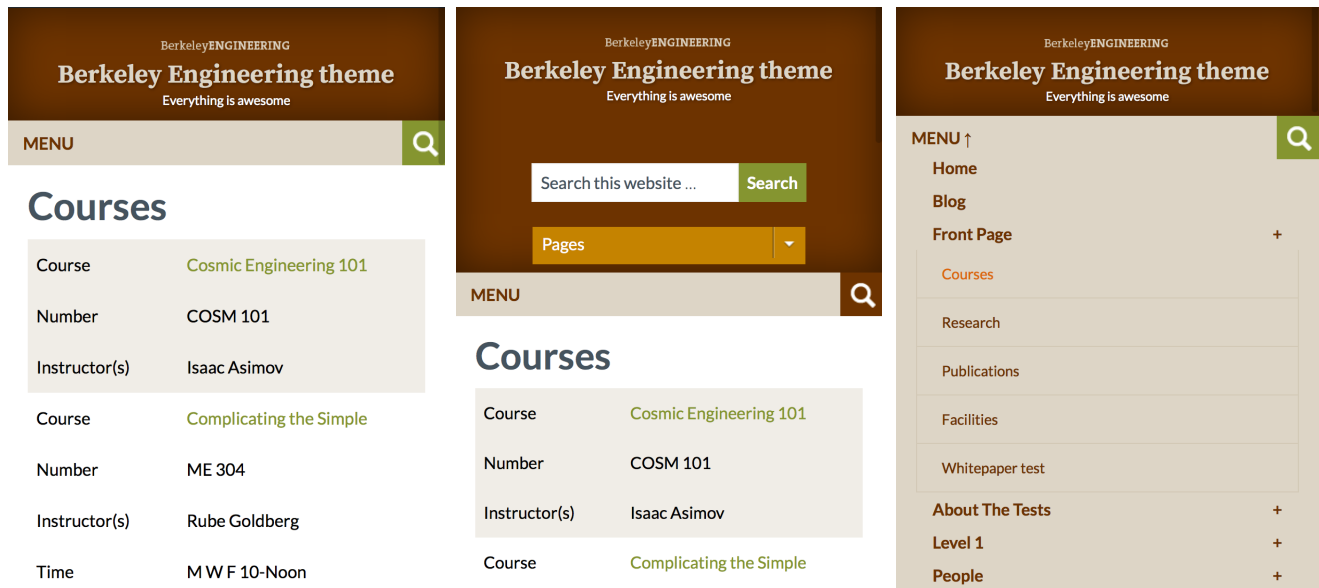 BerkeleyENGINEERING
Berkeley Engineering theme
Everything is awesome
MENU
Courses
Course Cosmic Engineering 101
Number COSM 101
Instructor(s) Isaac Asimov
Course Complicating the Simple
Number ME 304
Instructor(s) Rube Goldberg
Time M W F 10-Noon
BerkeleyENGINEERING
Berkeley Engineering theme
Everything is awesome
Search this website ... Search
Pages
MENU
Courses
Course Cosmic Engineering 101
Number COSM 101
Instructor(s) Isaac Asimov
Course Complicating the Simple
BerkeleyENGINEERING
Berkeley Engineering theme
Everything is awesome
MENU ↑
Home
Blog
Front Page +
Courses
Research
Publications
Facilities
Whitepaper test
About The Tests +
Level 1 +
People +